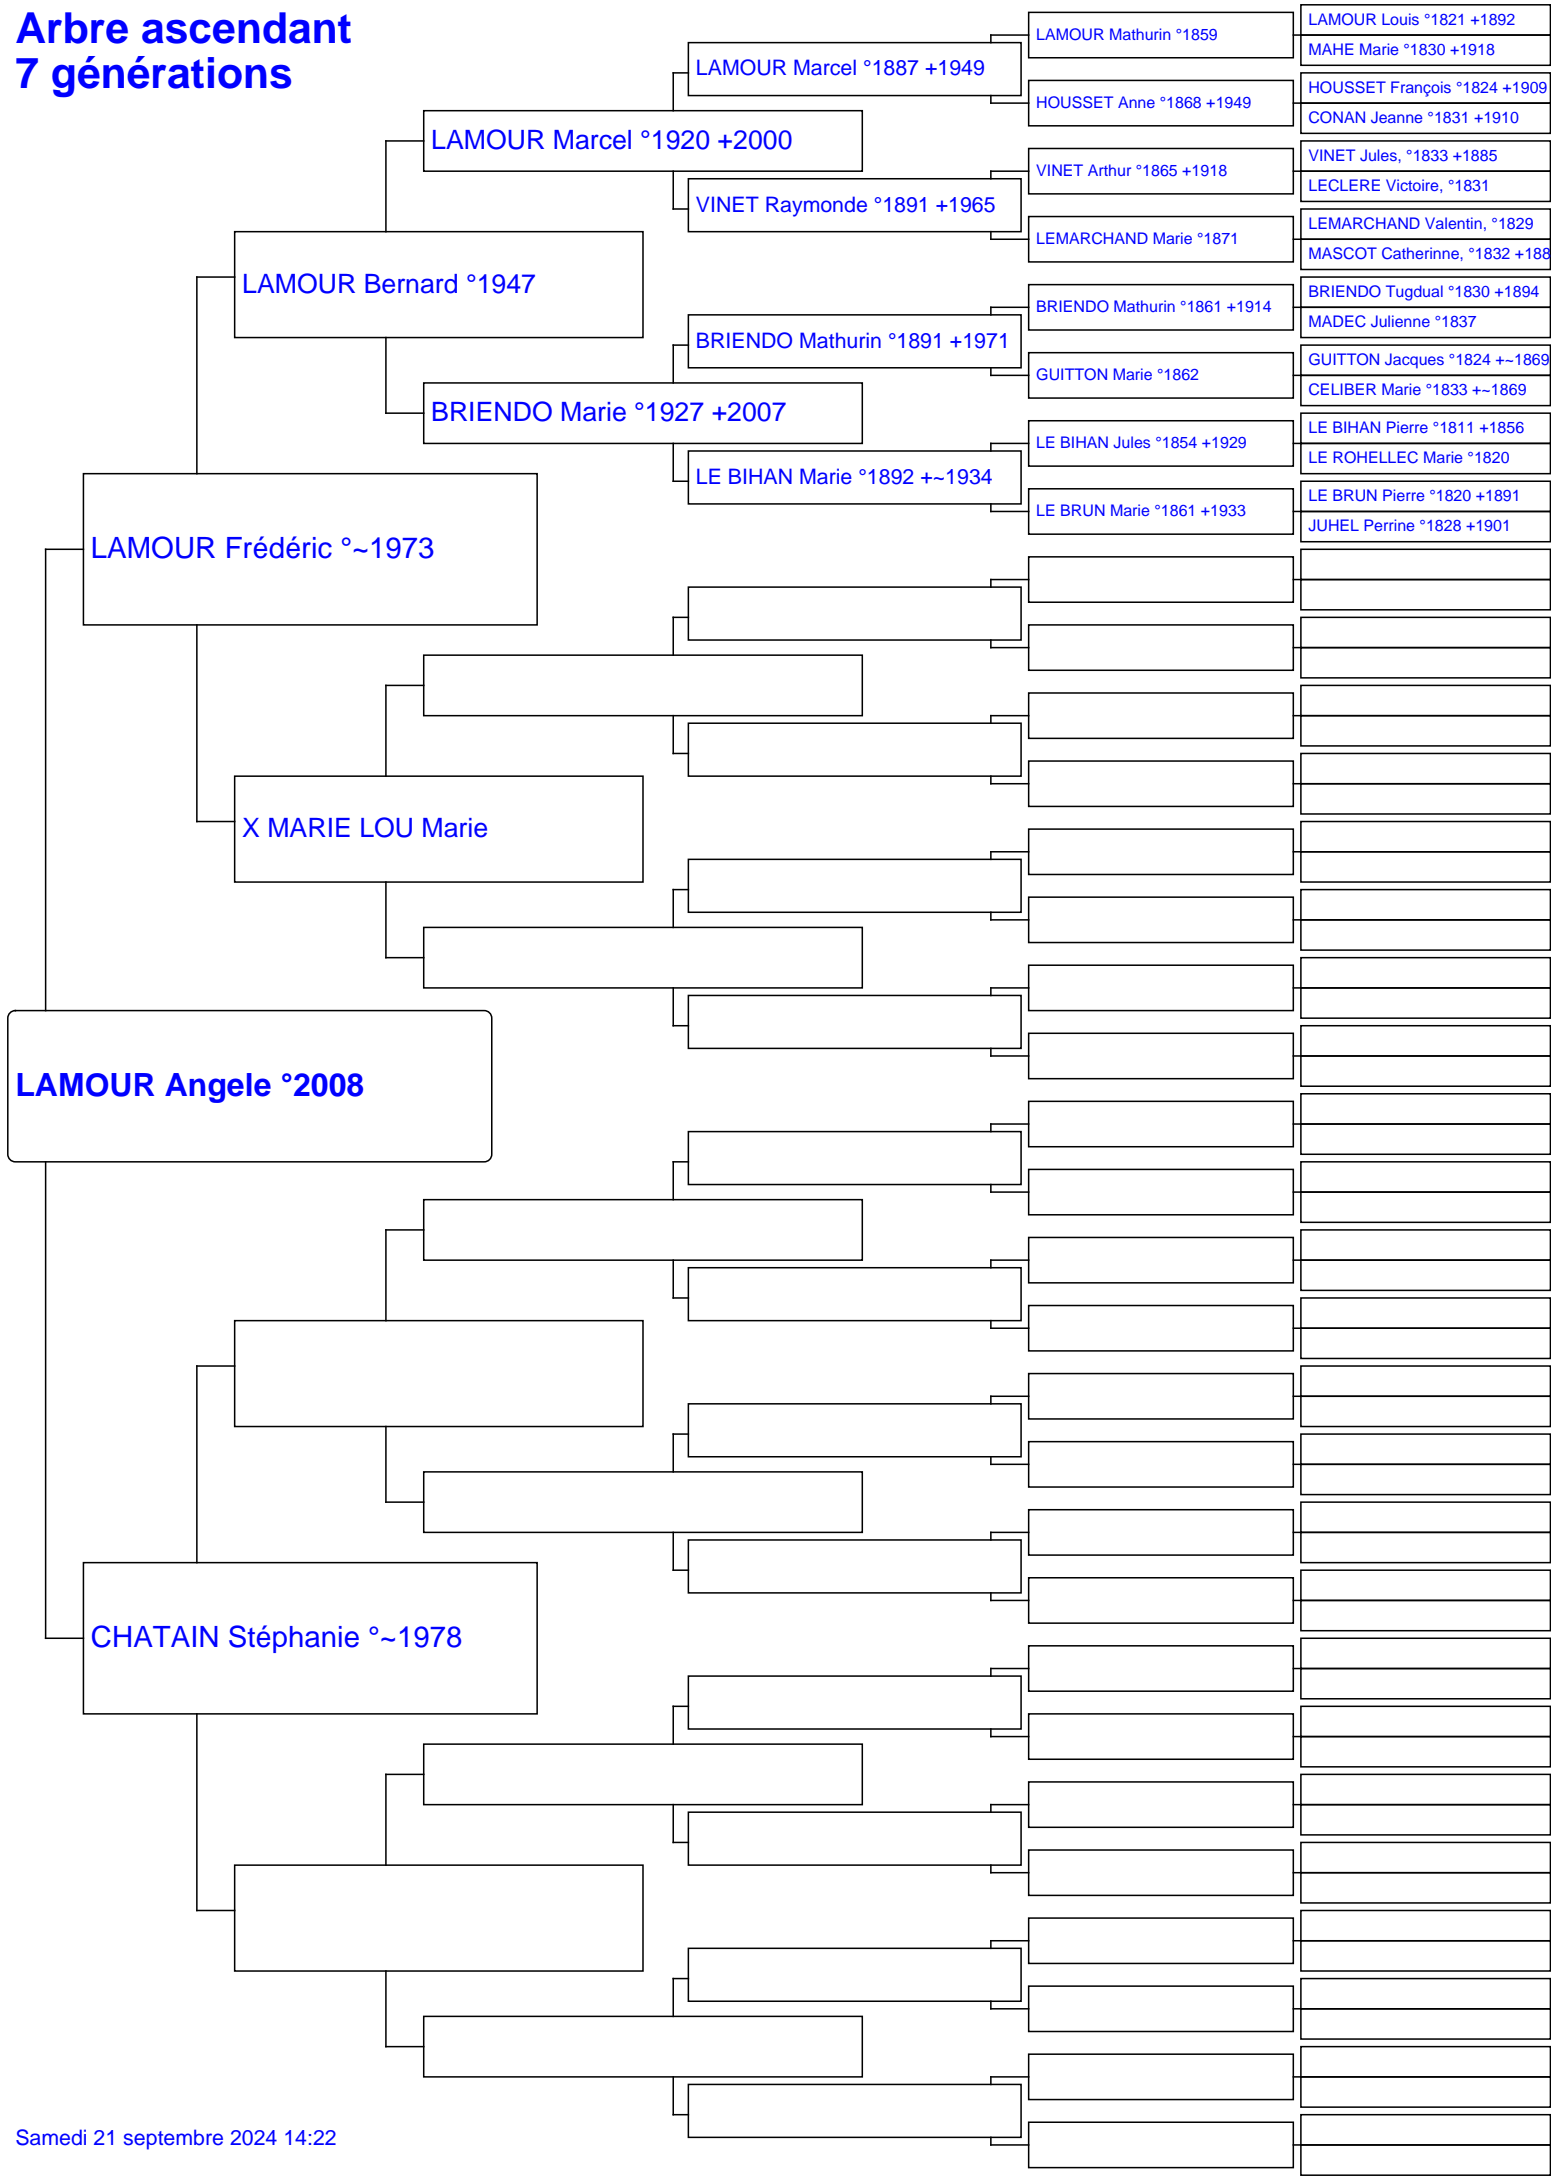 Arbre ascendant
7 générations
LAMOUR Angele °2008
LAMOUR Frédéric °~1973
CHATAIN Stéphanie °~1978
LAMOUR Bernard °1947
X MARIE LOU Marie
LAMOUR Marcel °1920 +2000
BRIENDO Marie °1927 +2007
LAMOUR Marcel °1887 +1949
VINET Raymonde °1891 +1965
BRIENDO Mathurin °1891 +1971
LE BIHAN Marie °1892 +~1934
LAMOUR Mathurin °1859
HOUSSET Anne °1868 +1949
VINET Arthur °1865 +1918
LEMARCHAND Marie °1871
BRIENDO Mathurin °1861 +1914
GUITTON Marie °1862
LE BIHAN Jules °1854 +1929
LE BRUN Marie °1861 +1933
LAMOUR Louis °1821 +1892
MAHE Marie °1830 +1918
HOUSSET François °1824 +1909
CONAN Jeanne °1831 +1910
VINET Jules, °1833 +1885
LECLERE Victoire, °1831
LEMARCHAND Valentin, °1829
MASCOT Catherinne, °1832 +188
BRIENDO Tugdual °1830 +1894
MADEC Julienne °1837
GUITTON Jacques °1824 +~1869
CELIBER Marie °1833 +~1869
LE BIHAN Pierre °1811 +1856
LE ROHELLEC Marie °1820
LE BRUN Pierre °1820 +1891
JUHEL Perrine °1828 +1901
Samedi 21 septembre 2024 14:22